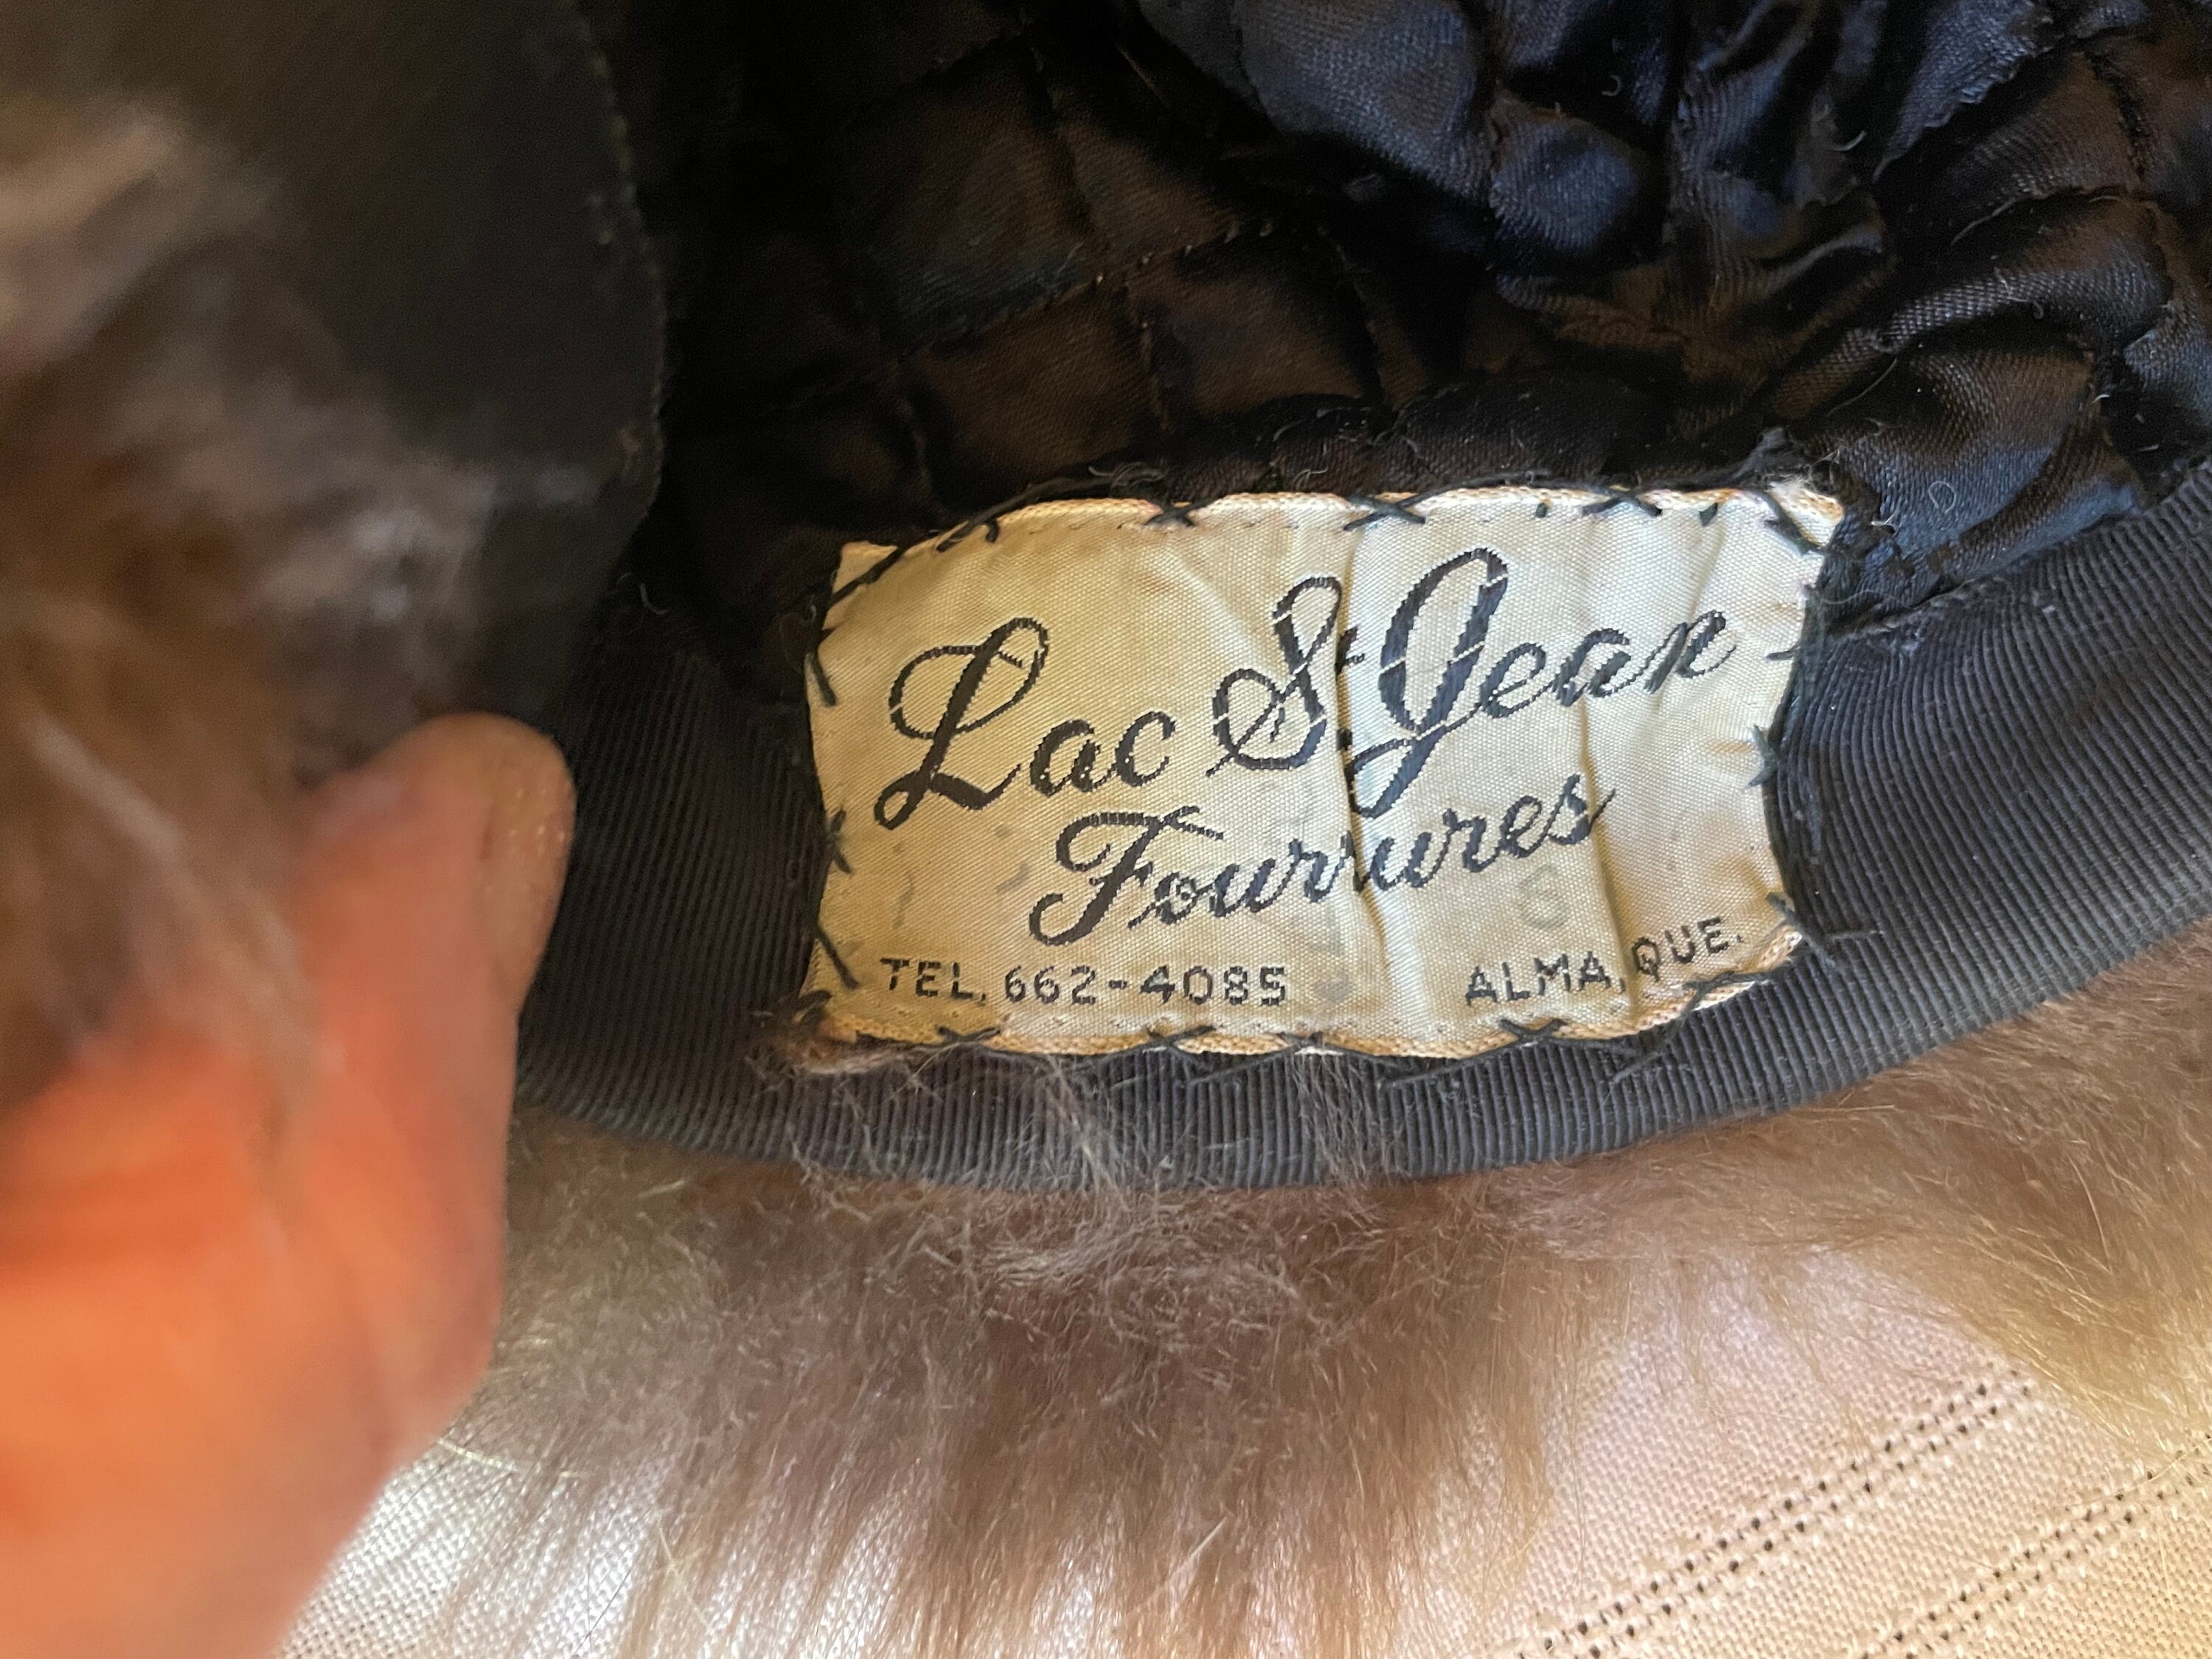 Lac St Jean
Fourrures
TEL. 662-4085 ALMA, QUE.